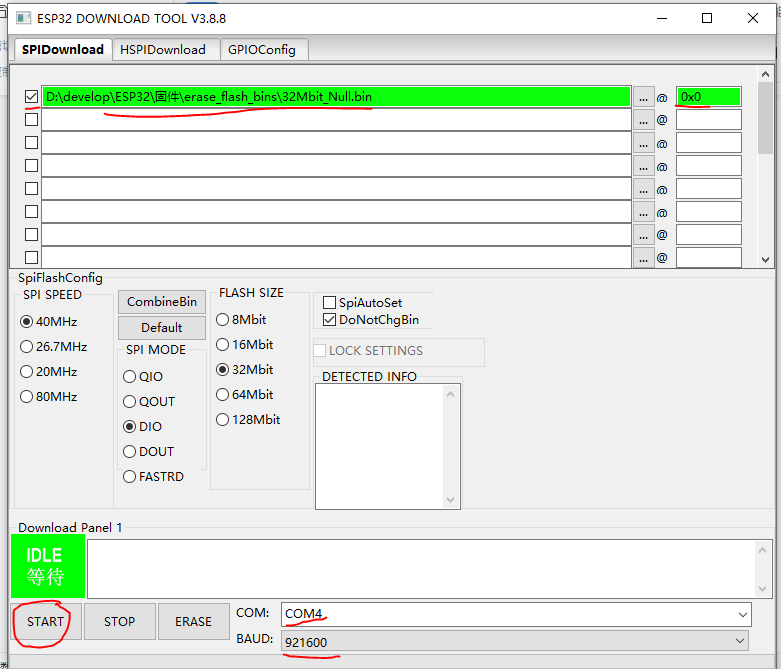 ESP32 DOWNLOAD TOOL V3.8.8
SPIDownload HSPIDownload GPIOConfig
D:\develop\ESP32\固件\erase_flash_bins\32Mbit_Null.bin ... @ 0x0
... @
... @
... @
... @
... @
... @
... @
SpiFlashConfig
SPI SPEED
40MHz
26.7MHz
20MHz
80MHz
CombineBin
Default
SPI MODE
QIO
QOUT
DIO
DOUT
FASTRD
FLASH SIZE
8Mbit
16Mbit
32Mbit
64Mbit
128Mbit
SpiAutoSet
DoNotChgBin
LOCK SETTINGS
DETECTED INFO
Download Panel 1
IDLE
等待
START STOP ERASE
COM: COM4
BAUD: 921600